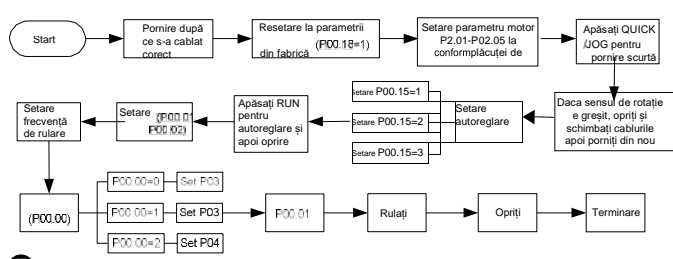 Start
Pornire după
ce s-a cablat
corect
Resetare la parametrii
din fabrică (P00.18=1)
Setare parametru motor
P2.01-P02.05 la
conformplăcuței de
Apăsați QUICK
/JOG pentru
pornire scurtă
Daca sensul de rotație
e greșit, opriți și
schimbați cablurile
apoi porniți din nou
Setare
autoreglare
Setare P00.15=1
Setare P00.15=2
Setare P00.15=3
Apăsați RUN
pentru
autoreglare și
apoi oprire
Setare (P00.01
P00.02)
Setare
frecvență
de rulare
(P00.00)
P00.00=0 Set P03
P00.00=1 Set P03
P00.00=2 Set P04
P00.01
Rulați
Opriți
Terminare